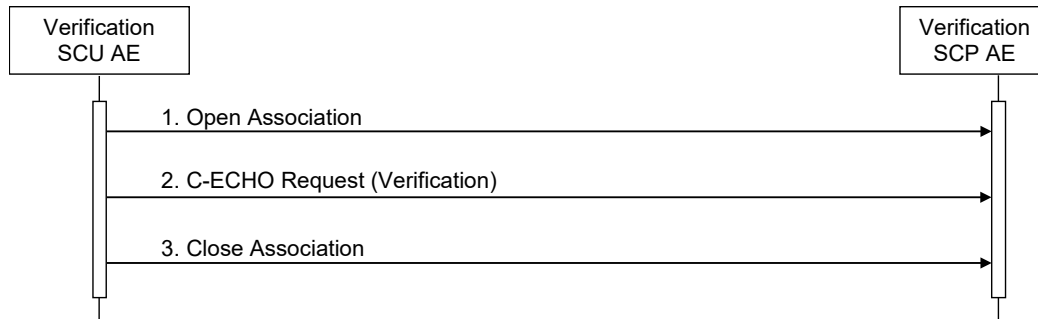 Verification
SCU AE
Verification
SCP AE
1. Open Association
2. C-ECHO Request (Verification)
3. Close Association